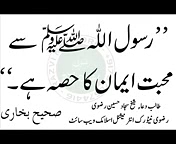 ’’رسول اللہ ﷺ سے
محبت ایمان کا حصہ ہے۔‘‘
طالب دعا: شیخ سجاد حسین رضوی
رضوی نیٹ ورک انٹرنیشنل اسلامک ویب سائٹ
صحیح بخاری